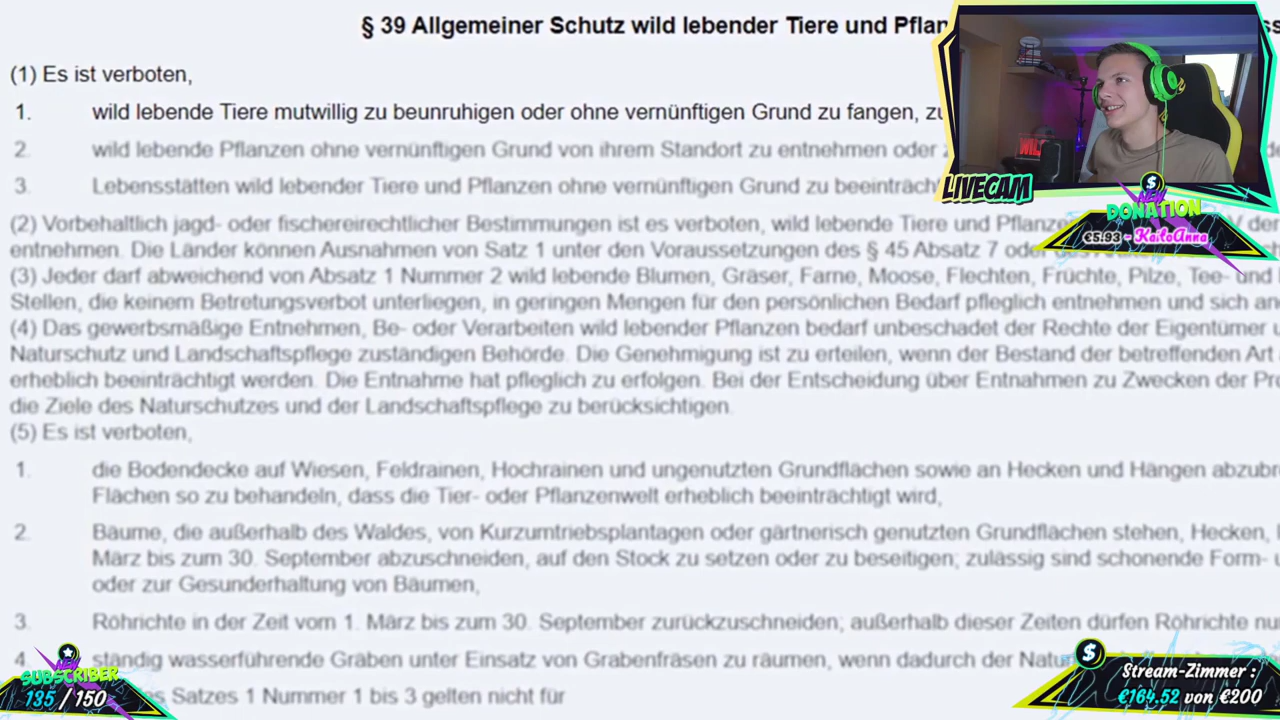 § 39 Allgemeiner Schutz wild lebender Tiere und
(1) Es ist verboten,
1. wild lebende Tiere mutwillig zu beunruhigen oder ohne vernünftigen Grund zu fangen,
2. wild lebende Pflanzen ohne vernünftigen Grund von ihrem Standort zu entnehmen oder
3. Lebensstätten wild lebender Tiere und Pflanzen ohne vernünftigen Grund zu
(2) Vorbehaltlich jagd- oder fischereirechtlicher Bestimmungen ist es verboten, wild lebende Tiere und
entnehmen. Die Länder können Ausnahmen unter den Voraussetzungen des § 45 Absatz 7
(3) Jeder darf abweichend von Absatz 1 Nummer 2 wild lebende Blumen, Gräser, Farne, Moose, Flechten, Früchte, Pilze, Tee- und
Stellen, die keinem Betretungsverbot unterliegen, in geringen Mengen für den persönlichen Bedarf pfleglich entnehmen und sich
(4) Das gewerbsmäßige Entnehmen, Be- oder Verarbeiten wild lebender Pflanzen bedarf unbeschadet der Rechte der Eigentümer
Naturschutz und Landschaftspflege zuständigen Behörde. Die Genehmigung ist zu erteilen, wenn der Bestand der betreffenden Art
erheblich beeinträchtigt werden. Die Entnahme hat pfleglich zu erfolgen. Bei der Entscheidung über Entnahmen zu Zwecken der
die Ziele des Naturschutzes und der Landschaftspflege zu berücksichtigen.
(5) Es ist verboten,
1. die Bodendecke auf Wiesen, Feldrainen, Hochrainen und ungenutzten Grundflächen sowie an Hecken und Hängen
Flächen so zu behandeln, dass die Tier- oder Pflanzenwelt erheblich beeinträchtigt wird,
2. Bäume, die außerhalb des Waldes, von Kurzumtriebsplantagen oder gärtnerisch genutzten Grundflächen stehen, Hecken,
März bis zum 30. September abzuschneiden, auf den Stock zu setzen oder zu beseitigen; zulässig sind schonende Form-
oder zur Gesunderhaltung von Bäumen,
3. Röhrichte in der Zeit vom 1. März bis zum 30. September zurückzuschneiden; außerhalb dieser Zeiten dürfen Röhrichte
4. ständig wasserführende Gräben unter Einsatz von Grabenfräsen zu räumen, wenn dadurch der
Satzes 1 Nummer 1 bis 3 gelten nicht für
LIVECAM
NEW
DONATION
€5.93 - KaitoAnna
NEW
SUBSCRIBER
135 / 150
Stream-Zimmer :
€164.52 von €200